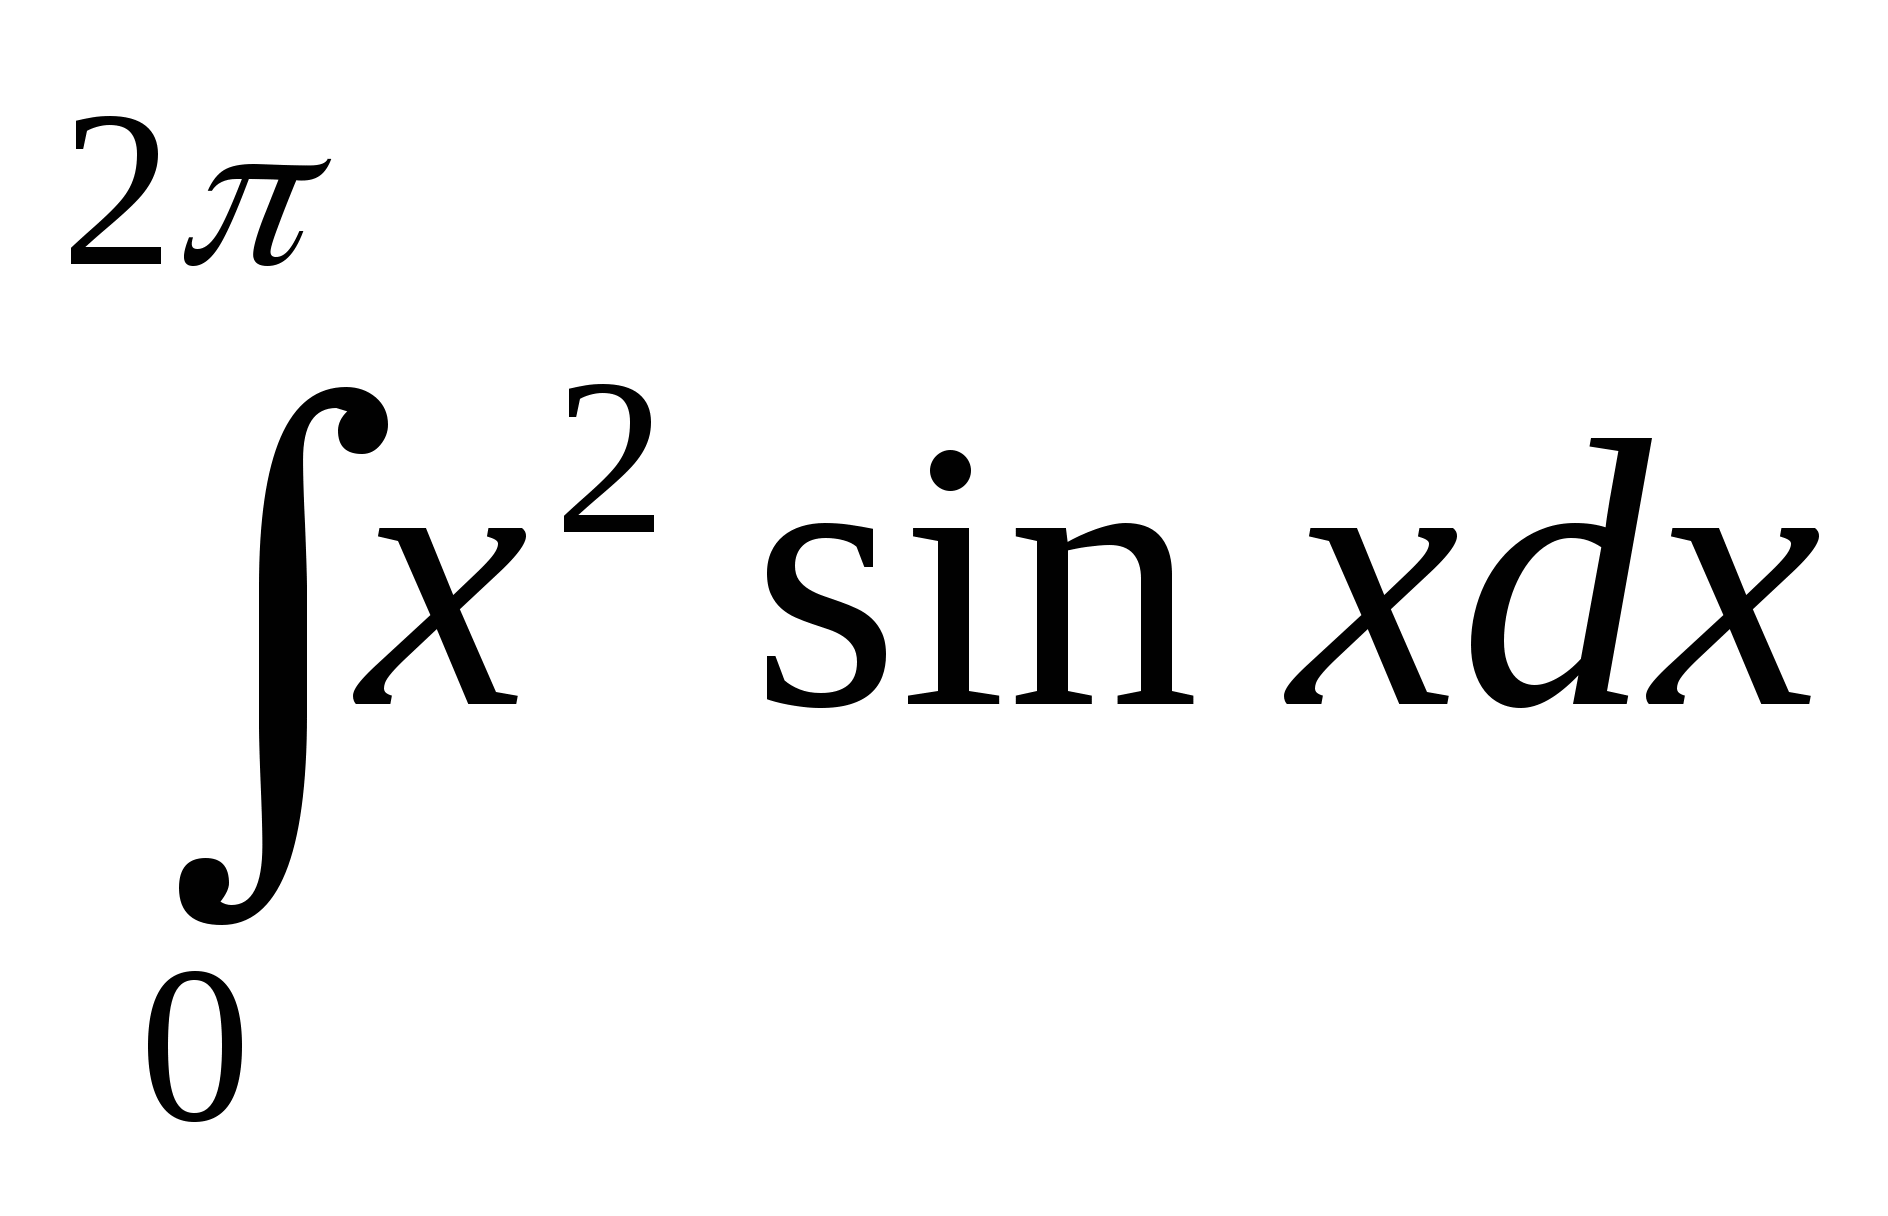 2π
∫x² sin xdx
0